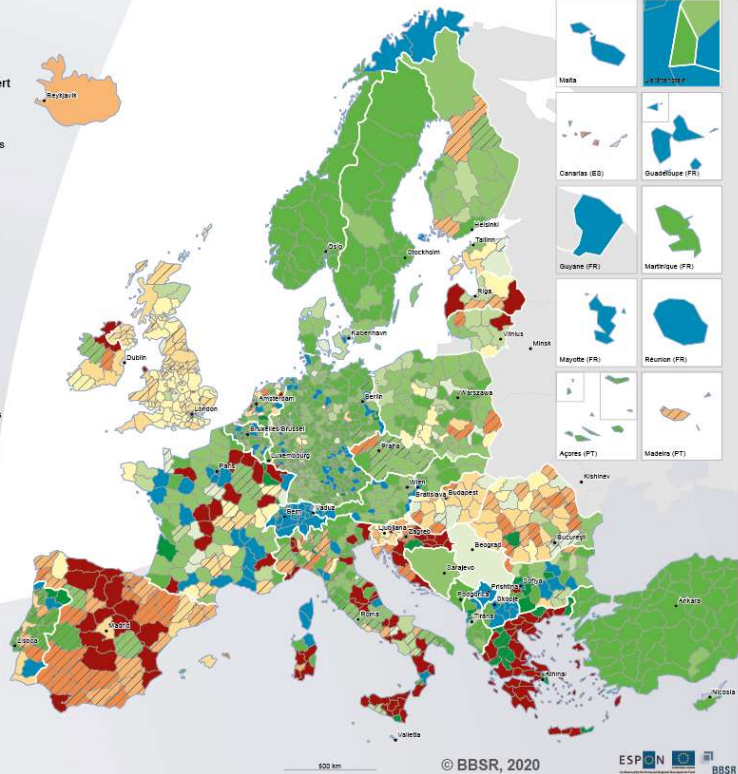 ert
s
s
Reykjavík
Malta
Liechtenstein
Canarias (ES)
Guadeloupe (FR)
Guyane (FR)
Martinique (FR)
Mayotte (FR)
Réunion (FR)
Açores (PT)
Madeira (PT)
Helsinki
Tallinn
Oslo
Stockholm
Riga
København
Vilnius
Minsk
Dublin
London
Amsterdam
Berlin
Warszawa
Bruxelles/Brussel
Luxembourg
Praha
Paris
Kishinev
Wien
Bratislava
Budapest
Bern
Vaduz
Ljubljana
Zagreb
Bucuresti
Beograd
Sarajevo
Prishtina
Sofiya
Podgorica
Skopje
Roma
Tirana
Ankara
Madrid
Lisboa
Athinai
Nicosia
Valletta
500 km
© BBSR, 2020
ESPON
BBSR